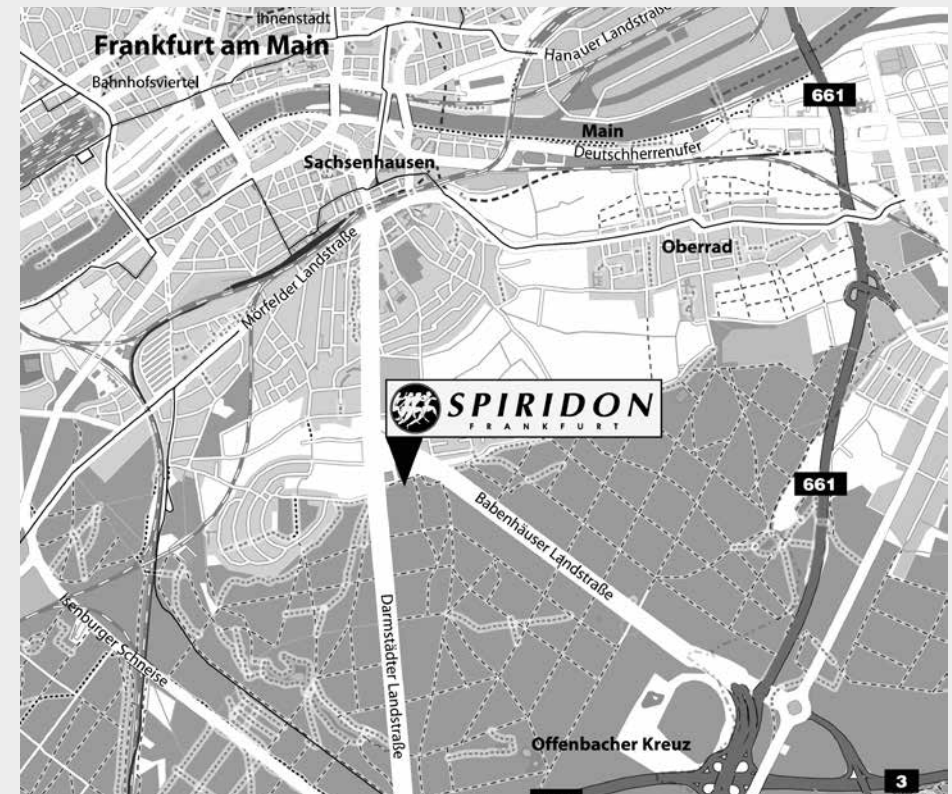 Innenstadt
Frankfurt am Main
Hanauer Landstraße
Bahnhofsviertel
661
Main
Deutschherrenufer
Sachsenhausen
Oberrad
Mörfelder Landstraße
SPIRIDON
FRANKFURT
661
Babenhäuser Landstraße
Isenburger Schneise
Darmstädter Landstraße
Offenbacher Kreuz
3